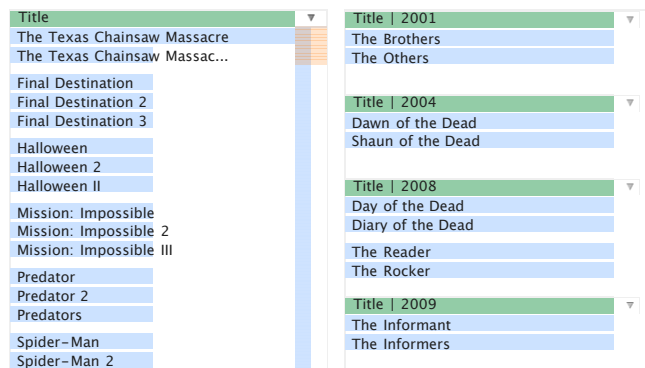 Title
The Texas Chainsaw Massacre
The Texas Chainsaw Massac...
Final Destination
Final Destination 2
Final Destination 3
Halloween
Halloween 2
Halloween II
Mission: Impossible
Mission: Impossible 2
Mission: Impossible III
Predator
Predator 2
Predators
Spider-Man
Spider-Man 2
Title | 2001
The Brothers
The Others
Title | 2004
Dawn of the Dead
Shaun of the Dead
Title | 2008
Day of the Dead
Diary of the Dead
The Reader
The Rocker
Title | 2009
The Informant
The Informers